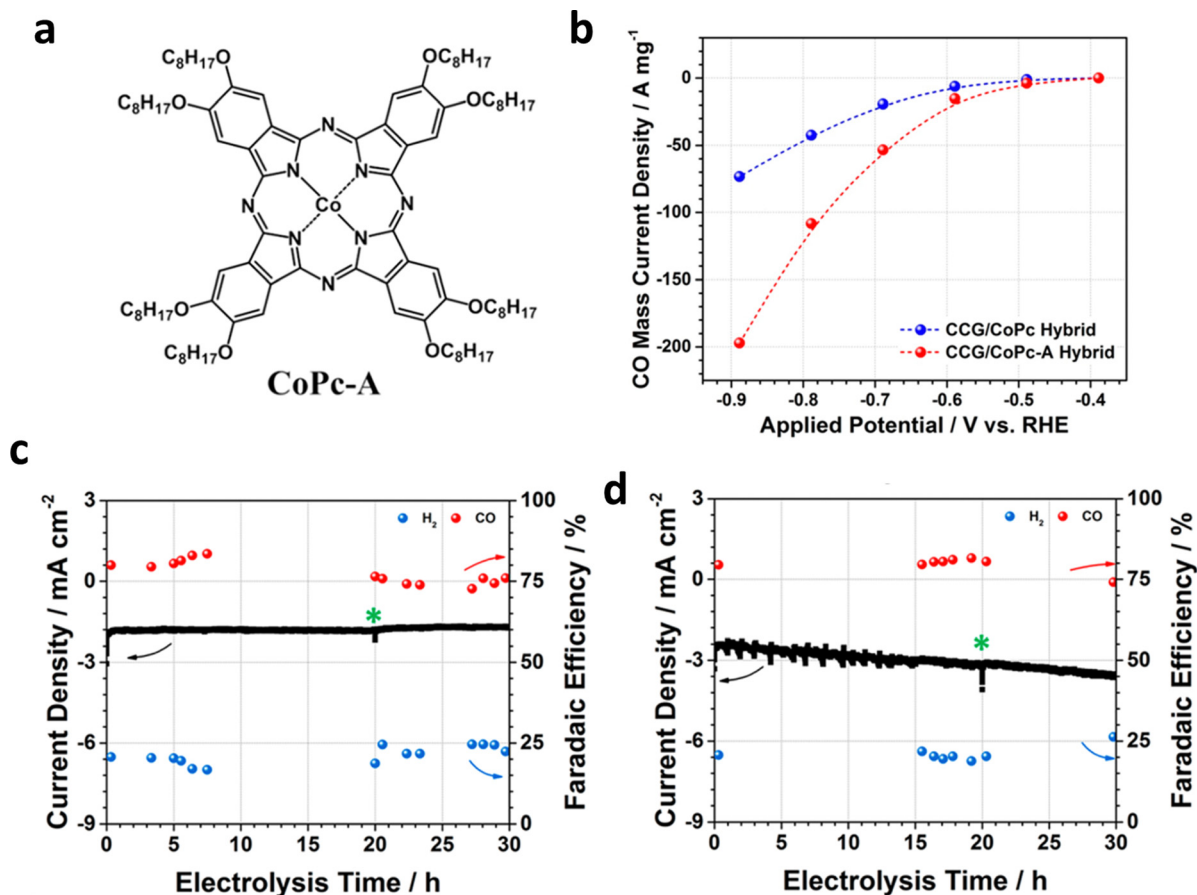 a
C₈H₁₇O
OC₈H₁₇
C₈H₁₇O
OC₈H₁₇
N
N
N
N
Co
N
N
N
N
C₈H₁₇O
OC₈H₁₇
C₈H₁₇O
OC₈H₁₇
CoPc-A
b
CO Mass Current Density / A mg⁻¹
0
-50
-100
-150
-200
CCG/CoPc Hybrid
CCG/CoPc-A Hybrid
-0.9 -0.8 -0.7 -0.6 -0.5 -0.4
Applied Potential / V vs. RHE
c
Current Density / mA cm⁻²
3
0
-3
-6
-9
H₂ CO
*
100
75
50
25
0
Faradaic Efficiency / %
0 5 10 15 20 25 30
Electrolysis Time / h
d
Current Density / mA cm⁻²
3
0
-3
-6
-9
H₂ CO
*
100
75
50
25
0
Faradaic Efficiency / %
0 5 10 15 20 25 30
Electrolysis Time / h